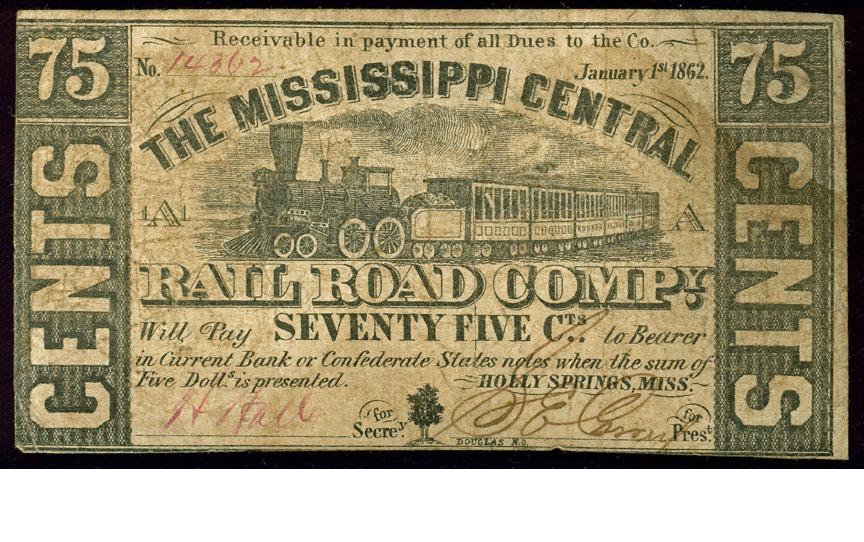 75
Receivable in payment of all Dues to the Co.
75
No. 14362
January 1st 1862.
THE MISSISSIPPI CENTRAL
1A1
A
RAIL ROAD COMPY.
CENTS
CENTS
Will Pay SEVENTY FIVE CTS. to Bearer
in Current Bank or Confederate States notes when the sum of
Five Dolls. is presented.
HOLLY SPRINGS, MISS.
H Hall
for Secrey.
for Prest.
DOUGLAS N.O.